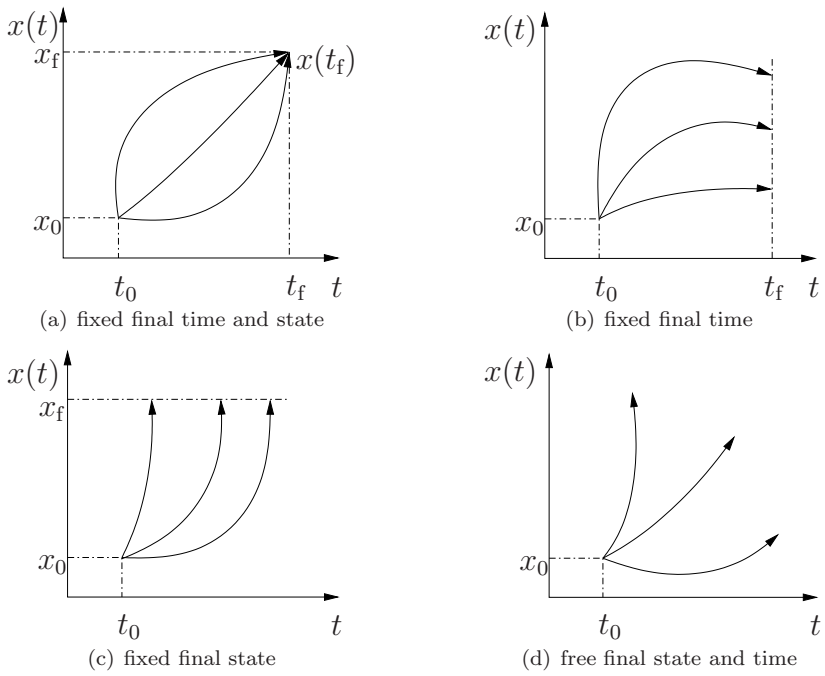 x(t)
x_f
x(t_f)
x_0
t_0
t_f
t
(a) fixed final time and state
x(t)
x_0
t_0
t_f
t
(b) fixed final time
x(t)
x_f
x_0
t_0
t
(c) fixed final state
x(t)
x_0
t_0
t
(d) free final state and time